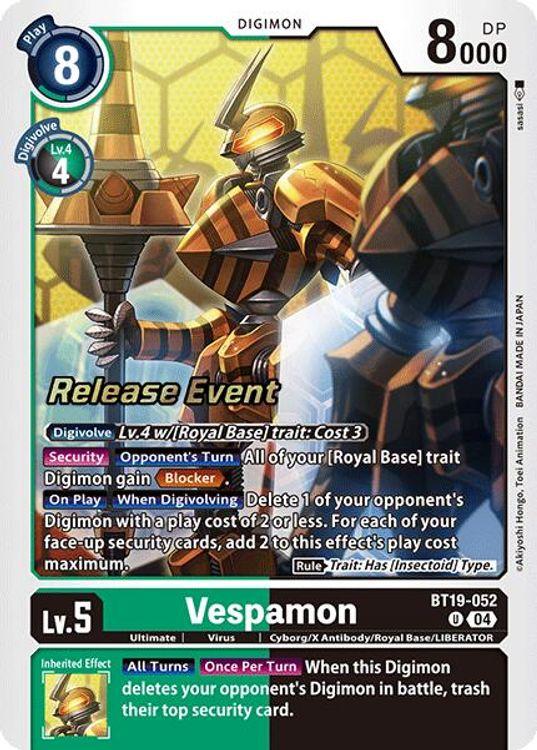 Play
DIGIMON
8
8000 DP
Digivolve
Lv.4
4
sasasi
Release Event
Digivolve Lv.4 w/[Royal Base] trait: Cost 3
Security Opponent's Turn All of your [Royal Base] trait
Digimon gain Blocker.
On Play When Digivolving Delete 1 of your opponent's
Digimon with a play cost of 2 or less. For each of your
face-up security cards, add 2 to this effect's play cost
maximum.
Rule Trait: Has [Insectoid] Type.
©Akiyoshi Hongo, Toei Animation BANDAI MADE IN JAPAN
Lv.5
Vespamon
BT19-052
U 04
Ultimate Virus Cyborg/X Antibody/Royal Base/LIBERATOR
Inherited Effect
All Turns Once Per Turn When this Digimon
deletes your opponent's Digimon in battle, trash
their top security card.